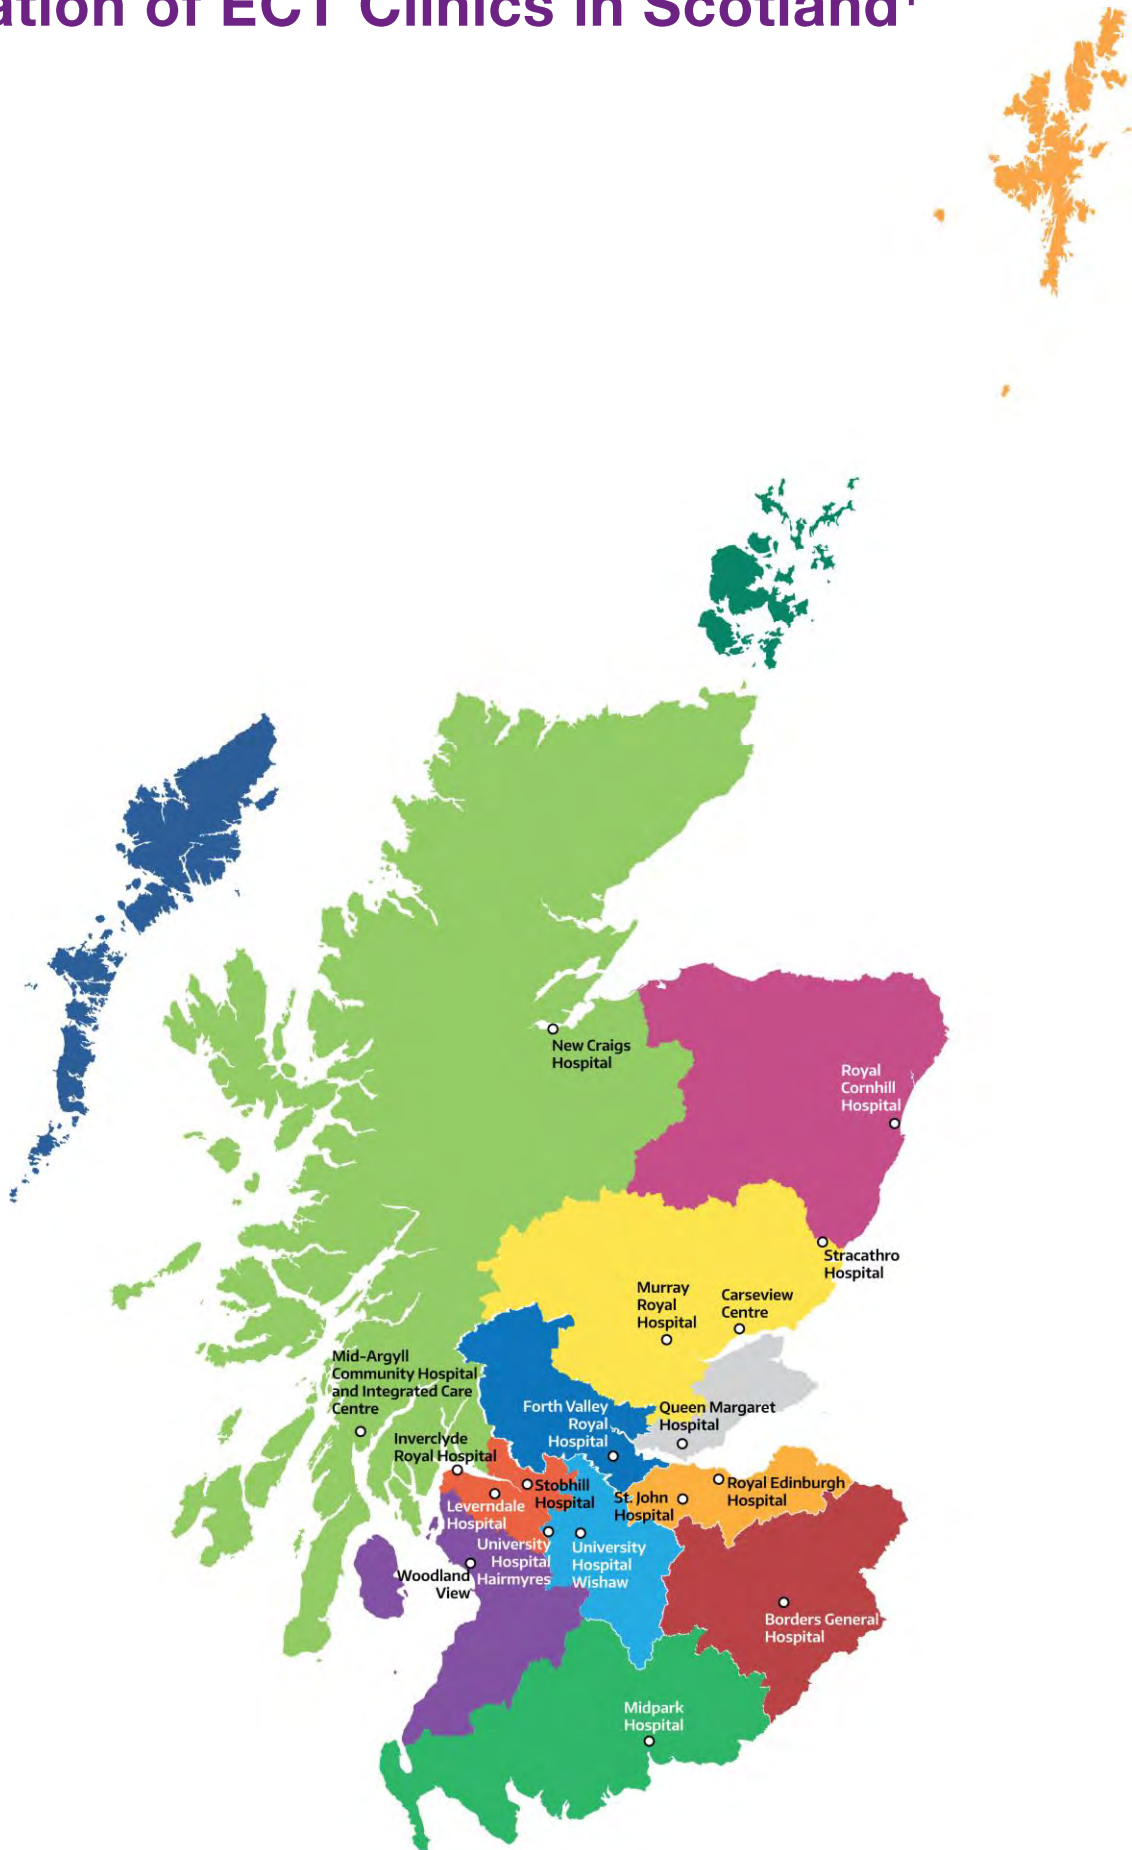 ation of ECT Clinics in Scotland¹
New Craigs
Hospital
Royal
Cornhill
Hospital
Stracathro
Hospital
Murray
Royal
Hospital
Carseview
Centre
Mid-Argyll
Community Hospital
and Integrated Care
Centre
Forth Valley
Royal
Hospital
Queen Margaret
Hospital
Inverclyde
Royal Hospital
Stobhill
Hospital
Royal Edinburgh
Hospital
St. John
Hospital
Leverndale
Hospital
University
Hospital
Hairmyres
University
Hospital
Wishaw
Woodland
View
Borders General
Hospital
Midpark
Hospital